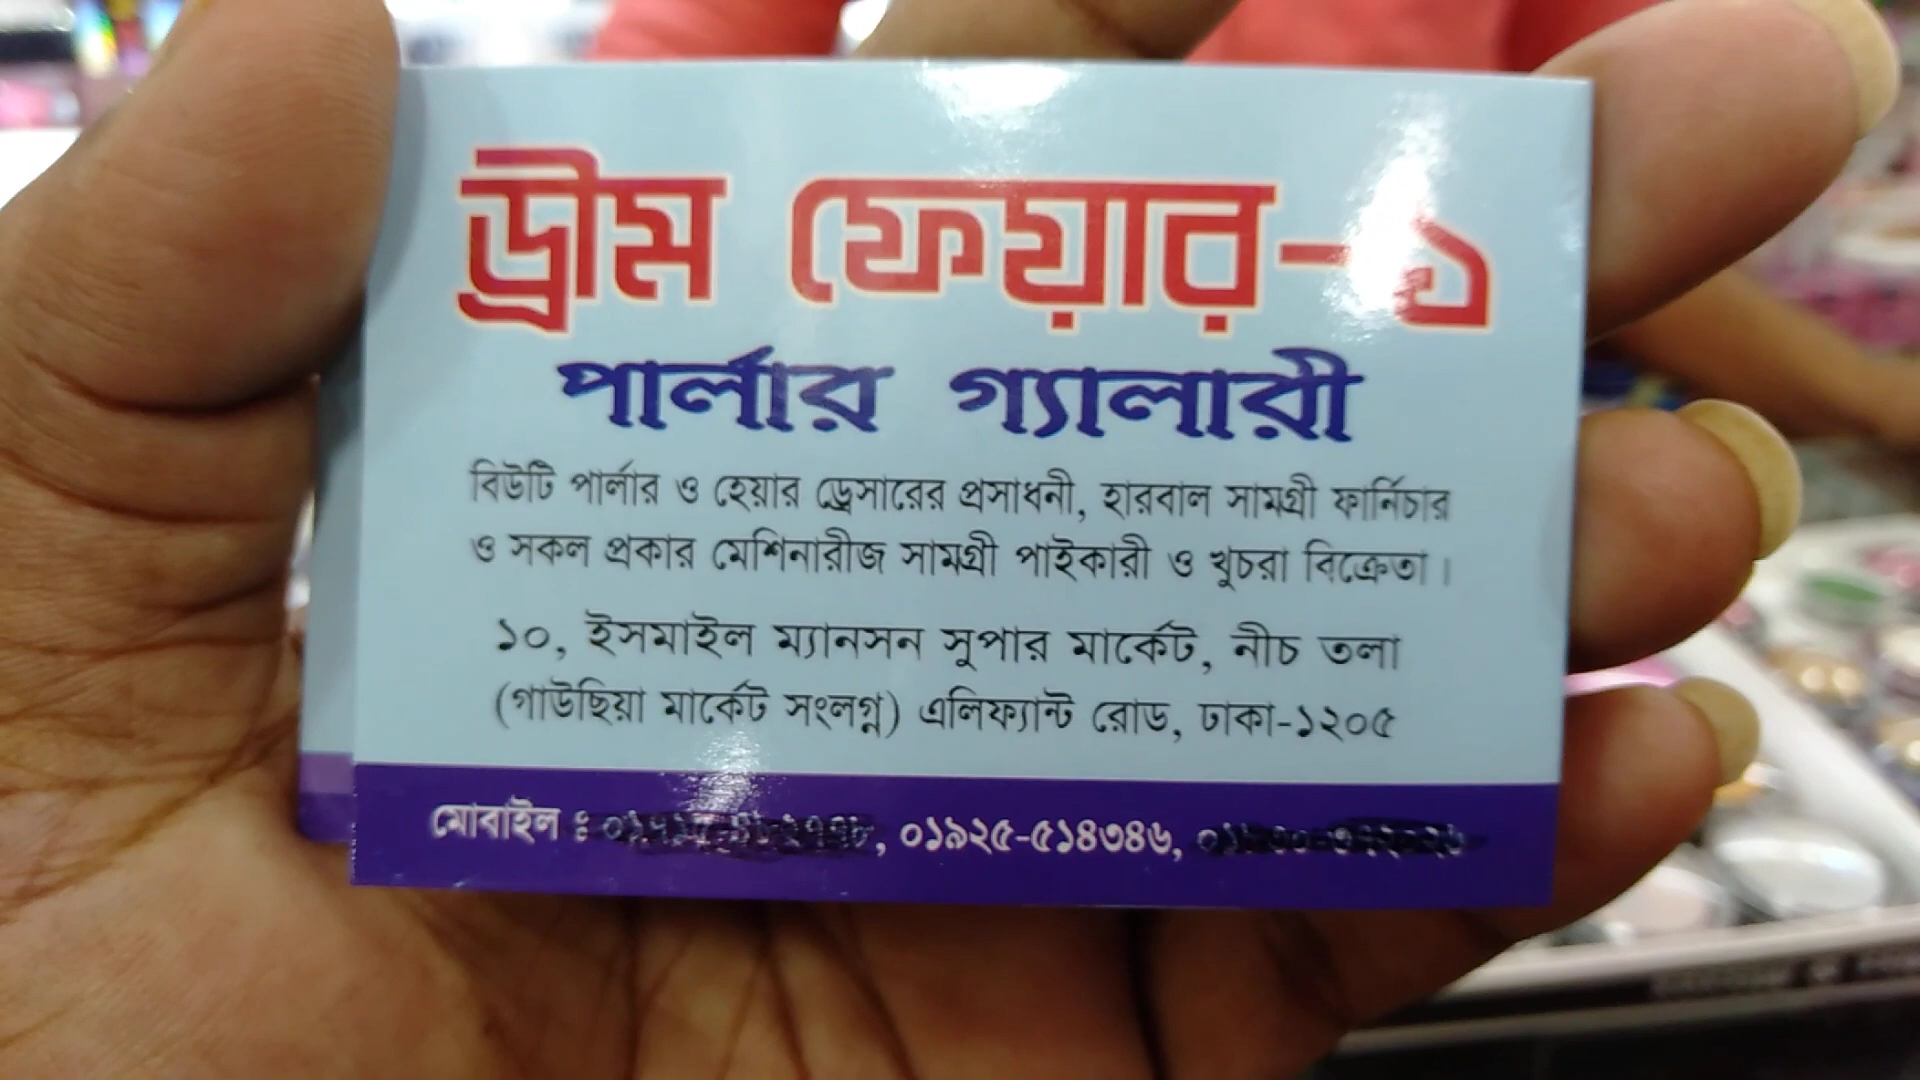 ড্রীম ফেয়ার-১
পার্লার গ্যালারী
বিউটি পার্লার ও হেয়ার ড্রেসারের প্রসাধনী, হারবাল সামগ্রী ফার্নিচার
ও সকল প্রকার মেশিনারীজ সামগ্রী পাইকারী ও খুচরা বিক্রেতা।
১০, ইসমাইল ম্যানসন সুপার মার্কেট, নীচ তলা
(গাউছিয়া মার্কেট সংলগ্ন) এলিফ্যান্ট রোড, ঢাকা-১২০৫
মোবাইল : , ০১৯২৫-৫১৪৩৪৬,